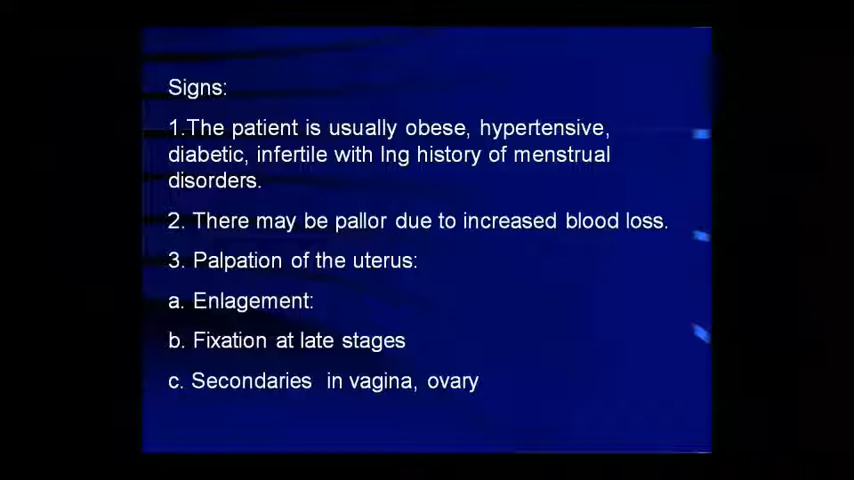 Signs:
1.The patient is usually obese, hypertensive,
diabetic, infertile with lng history of menstrual
disorders.
2. There may be pallor due to increased blood loss.
3. Palpation of the uterus:
a. Enlagement:
b. Fixation at late stages
c. Secondaries in vagina, ovary